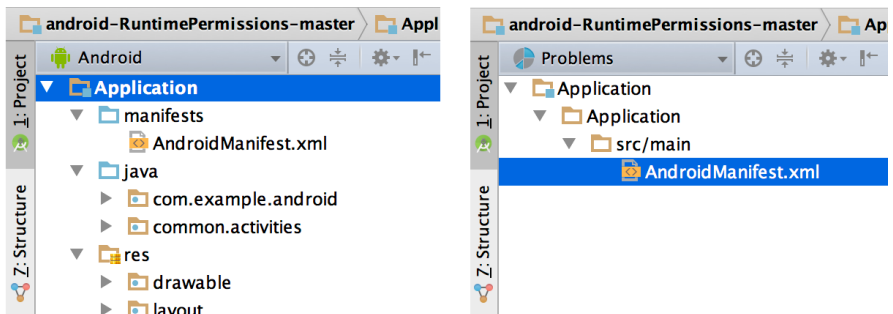 android-RuntimePermissions-master Appl
1: Project
7: Structure
Android
Application
manifests
AndroidManifest.xml
java
com.example.android
common.activities
res
drawable
layout
android-RuntimePermissions-master Ap
1: Project
7: Structure
Problems
Application
Application
src/main
AndroidManifest.xml